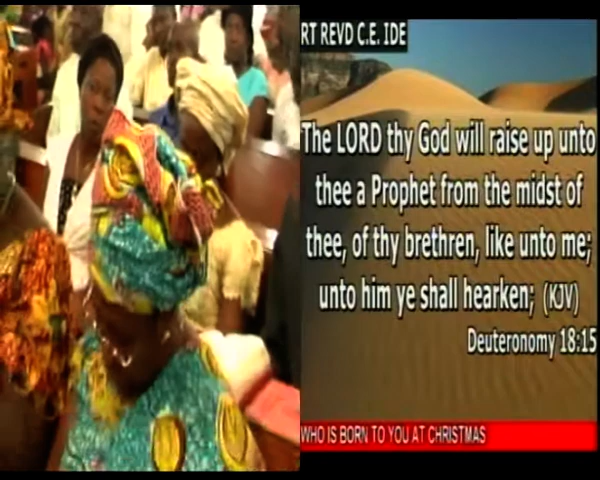 RT REVD C.E. IDE
The LORD thy God will raise up unto
thee a Prophet from the midst of
thee, of thy brethren, like unto me;
unto him ye shall hearken; (KJV)
Deuteronomy 18:15
WHO IS BORN TO YOU AT CHRISTMAS